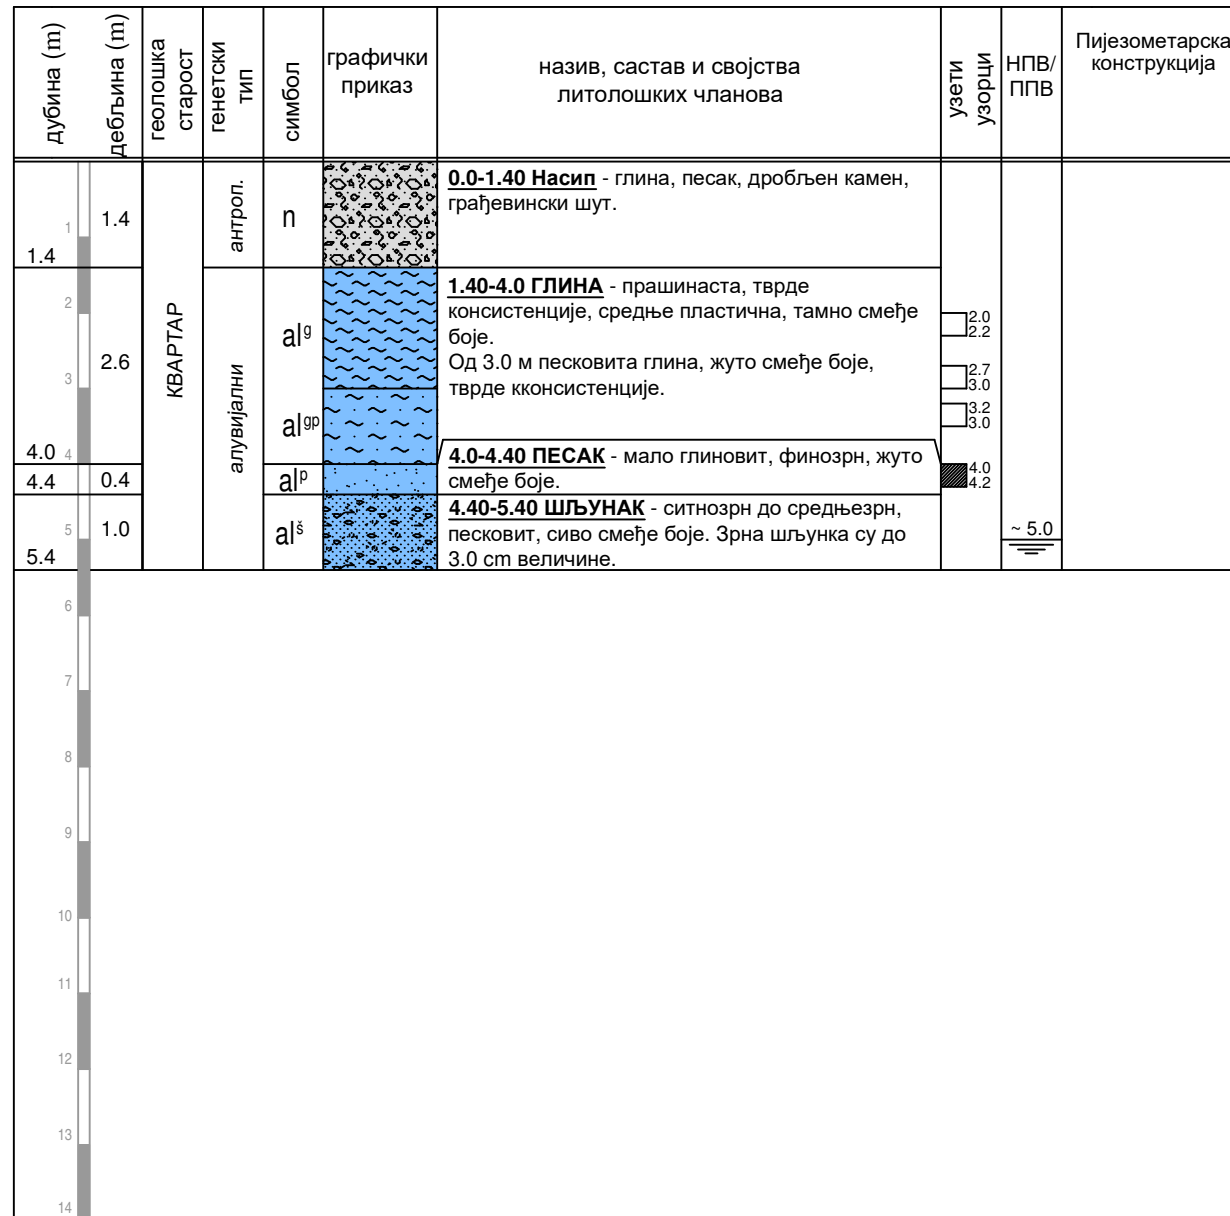 дубина (m)
дебљина (m)
геолошка
старост
генетски
тип
симбол
графички
приказ
назив, састав и својства
литолошких чланова
узети
узорци
НПВ/
ППВ
Пијезометарска
конструкција
0.0-1.40 Насип - глина, песак, дробљен камен,
грађевински шут.
1
1.4
1.4
антроп.
n
КВАРТАР
алувијални
2
2.6
3
4.0
4
alg
algp
1.40-4.0 ГЛИНА - прашинаста, тврде
консистенције, средње пластична, тамно смеђе
боје.
Од 3.0 м песковита глина, жуто смеђе боје,
тврде кконсистенције.
2.0
2.2
2.7
3.0
3.2
3.0
4.4
0.4
alp
4.0-4.40 ПЕСАК - мало глиновит, финозрн, жуто
смеђе боје.
4.0
4.2
5
1.0
5.4
alš
4.40-5.40 ШЉУНАК - ситнозрн до средњезрн,
песковит, сиво смеђе боје. Зрна шљунка су до
3.0 cm величине.
~ 5.0
6
7
8
9
10
11
12
13
14